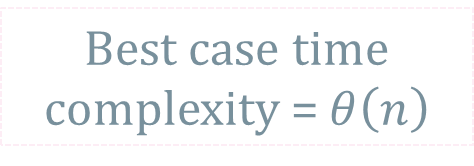 Best case time
complexity = θ(n)